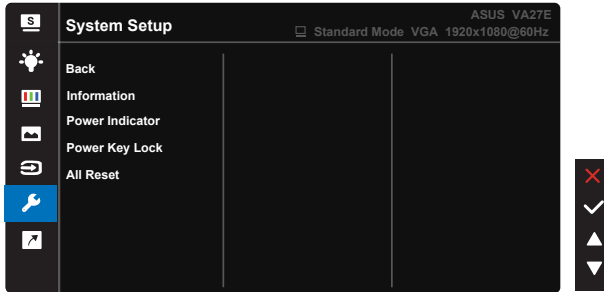 S
System Setup
ASUS VA27E
Standard Mode VGA 1920x1080@60Hz
Back
Information
Power Indicator
Power Key Lock
All Reset